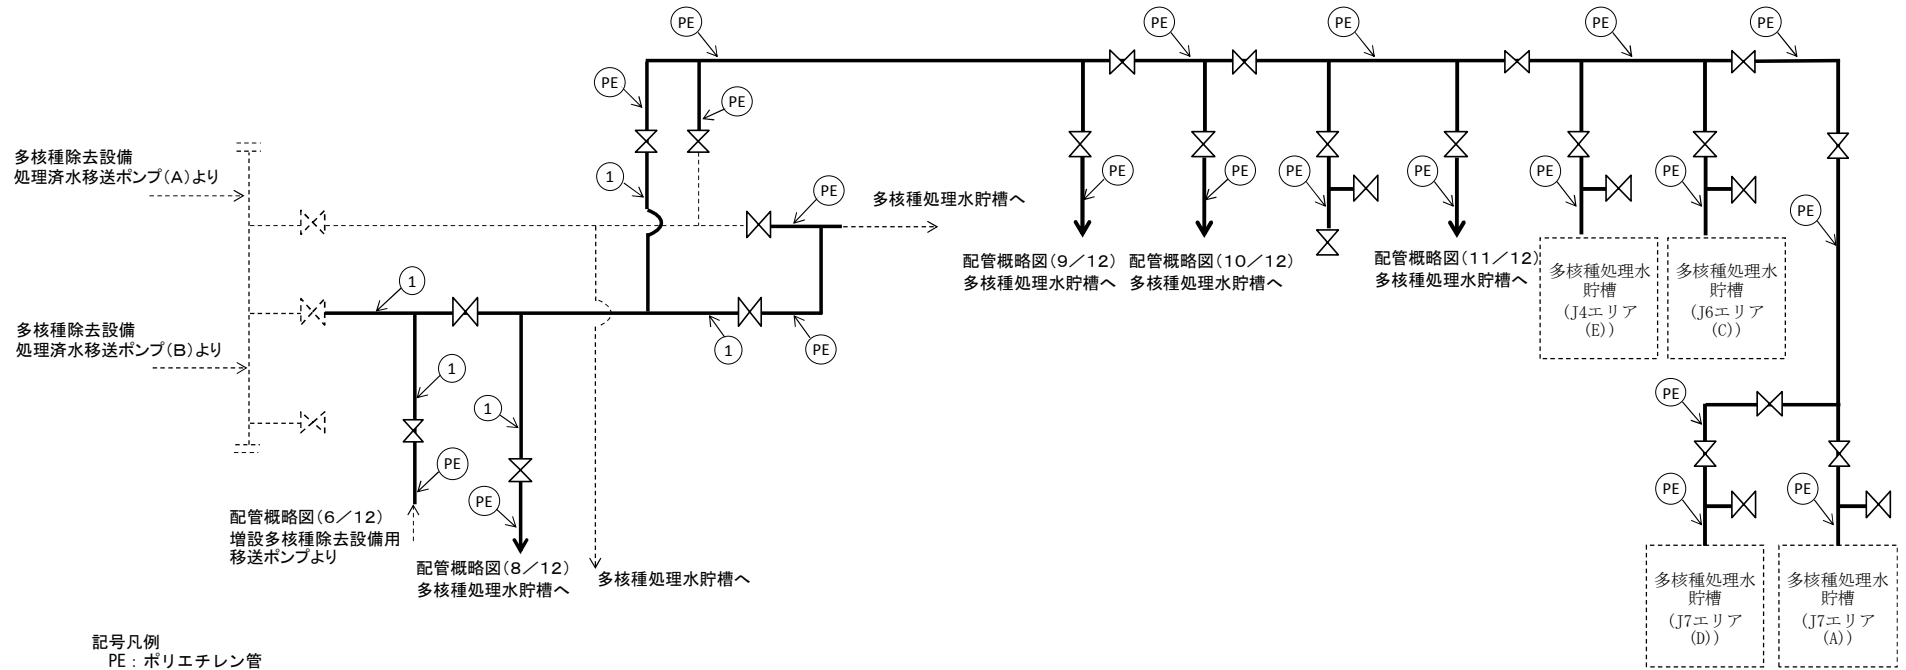 PE
PE
PE
PE
PE
PE
PE
多核種除去設備
処理済水移送ポンプ(A)より
1
PE
多核種処理水貯槽へ
PE
PE
PE
PE
PE
PE
PE
配管概略図(9／12)
多核種処理水貯槽へ
配管概略図(10／12)
多核種処理水貯槽へ
配管概略図(11／12)
多核種処理水貯槽へ
多核種処理水
貯槽
(J4エリア
(E))
多核種処理水
貯槽
(J6エリア
(C))
多核種除去設備
処理済水移送ポンプ(B)より
1
1
PE
1
1
PE
PE
PE
PE
PE
配管概略図(6／12)
増設多核種除去設備用
移送ポンプより
配管概略図(8／12)
多核種処理水貯槽へ
多核種処理水貯槽へ
多核種処理水
貯槽
(J7エリア
(D))
多核種処理水
貯槽
(J7エリア
(A))
記号凡例
PE：ポリエチレン管